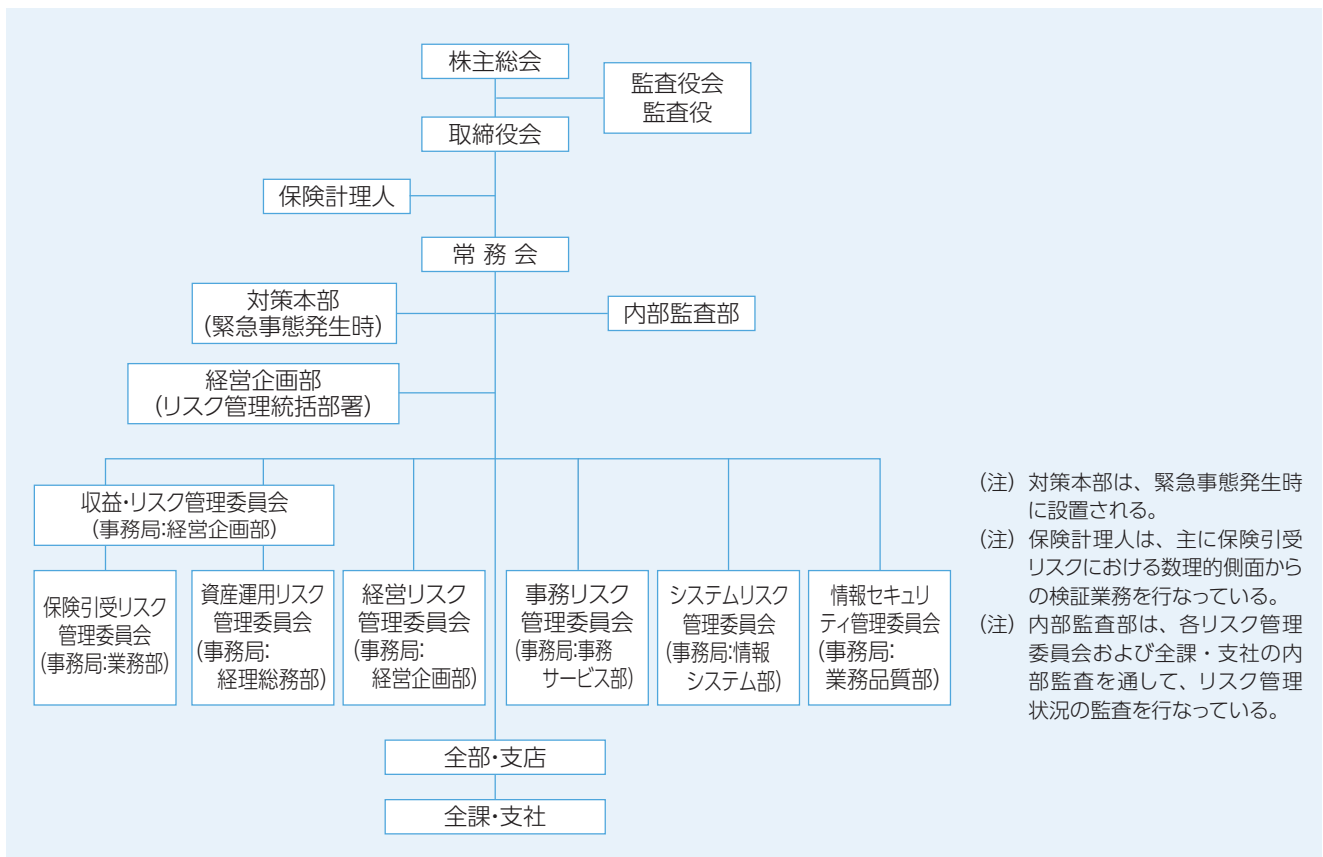 株主総会
監査役会
監査役
取締役会
保険計理人
常 務 会
対策本部
(緊急事態発生時)
内部監査部
経営企画部
(リスク管理統括部署)
収益・リスク管理委員会
(事務局:経営企画部)
保険引受リスク
管理委員会
(事務局:業務部)
資産運用リスク
管理委員会
(事務局:
経理総務部)
経営リスク
管理委員会
(事務局:
経営企画部)
事務リスク
管理委員会
(事務局:事務
サービス部)
システムリスク
管理委員会
(事務局:情報
システム部)
情報セキュリ
ティ管理委員会
(事務局:
業務品質部)
全部・支店
全課・支社
(注) 対策本部は、緊急事態発生時
に設置される。
(注) 保険計理人は、主に保険引受
リスクにおける数理的側面から
の検証業務を行なっている。
(注) 内部監査部は、各リスク管理
委員会および全課・支社の内
部監査を通して、リスク管理
状況の監査を行なっている。